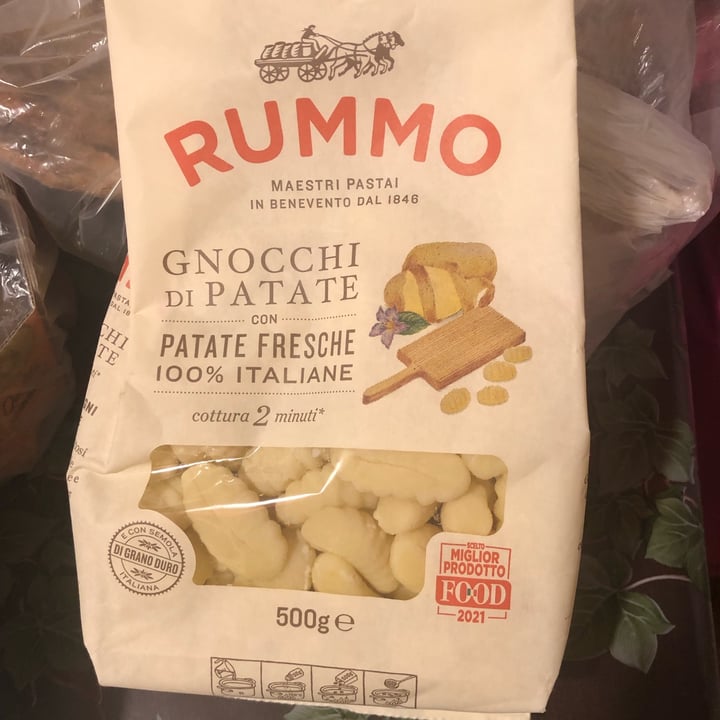 RUMMO
MAESTRI PASTAI
IN BENEVENTO DAL 1846
GNOCCHI
DI PATATE
CON
PATATE FRESCHE
100% ITALIANE
cottura 2 minuti*
E CON SEMOLA
DI GRANO DURO
ITALIANA
SCELTO
MIGLIOR
PRODOTTO
FOOD
2021
500g e